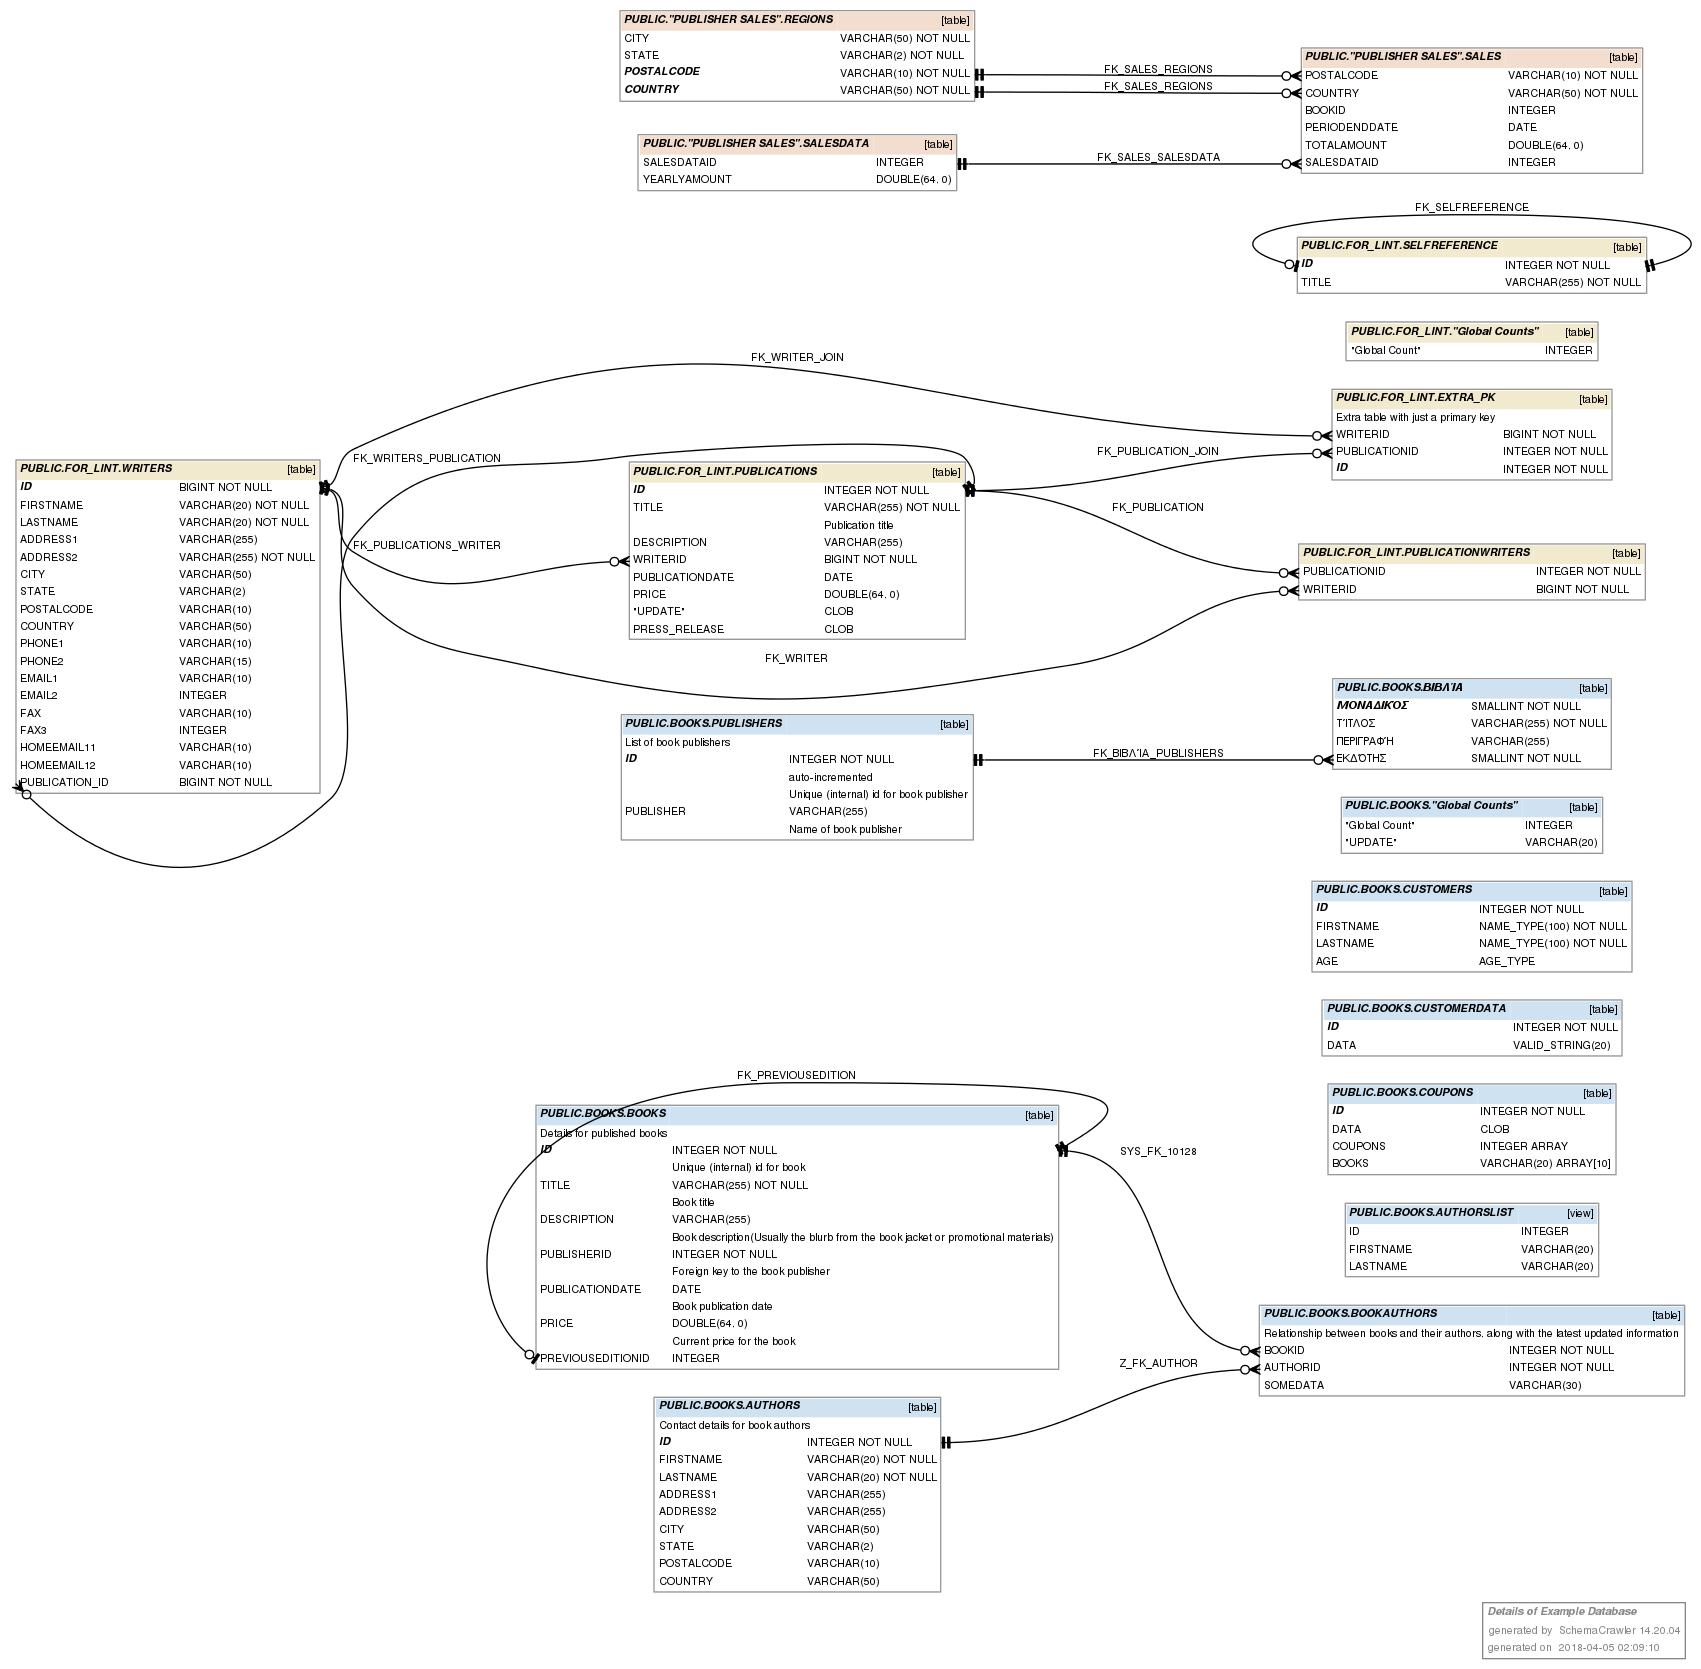 PUBLIC."PUBLISHER SALES".REGIONS [table]
CITY VARCHAR(50) NOT NULL
STATE VARCHAR(2) NOT NULL
POSTALCODE VARCHAR(10) NOT NULL
COUNTRY VARCHAR(50) NOT NULL
FK_SALES_REGIONS
FK_SALES_REGIONS
PUBLIC."PUBLISHER SALES".SALES [table]
POSTALCODE VARCHAR(10) NOT NULL
COUNTRY VARCHAR(50) NOT NULL
BOOKID INTEGER
PERIODENDDATE DATE
TOTALAMOUNT DOUBLE(64, 0)
SALESDATAID INTEGER
PUBLIC."PUBLISHER SALES".SALESDATA [table]
SALESDATAID INTEGER
YEARLYAMOUNT DOUBLE(64, 0)
FK_SALES_SALESDATA
FK_SELFREFERENCE
PUBLIC.FOR_LINT.SELFREFERENCE [table]
ID INTEGER NOT NULL
TITLE VARCHAR(255) NOT NULL
PUBLIC.FOR_LINT."Global Counts" [table]
"Global Count" INTEGER
FK_WRITER_JOIN
PUBLIC.FOR_LINT.EXTRA_PK [table]
Extra table with just a primary key
WRITERID BIGINT NOT NULL
PUBLICATIONID INTEGER NOT NULL
ID INTEGER NOT NULL
FK_PUBLICATION_JOIN
FK_WRITERS_PUBLICATION
PUBLIC.FOR_LINT.WRITERS [table]
ID BIGINT NOT NULL
FIRSTNAME VARCHAR(20) NOT NULL
LASTNAME VARCHAR(20) NOT NULL
ADDRESS1 VARCHAR(255)
ADDRESS2 VARCHAR(255) NOT NULL
CITY VARCHAR(50)
STATE VARCHAR(2)
POSTALCODE VARCHAR(10)
COUNTRY VARCHAR(50)
PHONE1 VARCHAR(10)
PHONE2 VARCHAR(15)
EMAIL1 VARCHAR(10)
EMAIL2 INTEGER
FAX VARCHAR(10)
FAX3 INTEGER
HOMEEMAIL11 VARCHAR(10)
HOMEEMAIL12 VARCHAR(10)
PUBLICATION_ID BIGINT NOT NULL
FK_PUBLICATIONS_WRITER
PUBLIC.FOR_LINT.PUBLICATIONS [table]
ID INTEGER NOT NULL
TITLE VARCHAR(255) NOT NULL
Publication title
DESCRIPTION VARCHAR(255)
WRITERID BIGINT NOT NULL
PUBLICATIONDATE DATE
PRICE DOUBLE(64, 0)
"UPDATE" CLOB
PRESS_RELEASE CLOB
FK_PUBLICATION
FK_WRITER
PUBLIC.FOR_LINT.PUBLICATIONWRITERS [table]
PUBLICATIONID INTEGER NOT NULL
WRITERID BIGINT NOT NULL
PUBLIC.BOOKS.PUBLISHERS [table]
List of book publishers
ID INTEGER NOT NULL
auto-incremented
Unique (internal) id for book publisher
PUBLISHER VARCHAR(255)
Name of book publisher
FK_ΒΙΒΛΊΑ_PUBLISHERS
PUBLIC.BOOKS.ΒΙΒΛΊΑ [table]
ΜΟΝΑΔΙΚΌΣ SMALLINT NOT NULL
ΤΊΤΛΟΣ VARCHAR(255) NOT NULL
ΠΕΡΙΓΡΑΦΉ VARCHAR(255)
ΕΚΔΌΤΗΣ SMALLINT NOT NULL
PUBLIC.BOOKS."Global Counts" [table]
"Global Count" INTEGER
"UPDATE" VARCHAR(20)
PUBLIC.BOOKS.CUSTOMERS [table]
ID INTEGER NOT NULL
FIRSTNAME NAME_TYPE(100) NOT NULL
LASTNAME NAME_TYPE(100) NOT NULL
AGE AGE_TYPE
PUBLIC.BOOKS.CUSTOMERDATA [table]
ID INTEGER NOT NULL
DATA VALID_STRING(20)
PUBLIC.BOOKS.COUPONS [table]
ID INTEGER NOT NULL
DATA CLOB
COUPONS INTEGER ARRAY
BOOKS VARCHAR(20) ARRAY[10]
PUBLIC.BOOKS.AUTHORSLIST [view]
ID INTEGER
FIRSTNAME VARCHAR(20)
LASTNAME VARCHAR(20)
FK_PREVIOUSEDITION
PUBLIC.BOOKS.BOOKS [table]
Details for published books
ID INTEGER NOT NULL
Unique (internal) id for book
TITLE VARCHAR(255) NOT NULL
Book title
DESCRIPTION VARCHAR(255)
Book description(Usually the blurb from the book jacket or promotional materials)
PUBLISHERID INTEGER NOT NULL
Foreign key to the book publisher
PUBLICATIONDATE DATE
Book publication date
PRICE DOUBLE(64, 0)
Current price for the book
PREVIOUSEDITIONID INTEGER
SYS_FK_10128
Z_FK_AUTHOR
PUBLIC.BOOKS.BOOKAUTHORS [table]
Relationship between books and their authors, along with the latest updated information
BOOKID INTEGER NOT NULL
AUTHORID INTEGER NOT NULL
SOMEDATA VARCHAR(30)
PUBLIC.BOOKS.AUTHORS [table]
Contact details for book authors
ID INTEGER NOT NULL
FIRSTNAME VARCHAR(20) NOT NULL
LASTNAME VARCHAR(20) NOT NULL
ADDRESS1 VARCHAR(255)
ADDRESS2 VARCHAR(255)
CITY VARCHAR(50)
STATE VARCHAR(2)
POSTALCODE VARCHAR(10)
COUNTRY VARCHAR(50)
Details of Example Database
generated by SchemaCrawler 14.20.04
generated on 2018-04-05 02:09:10